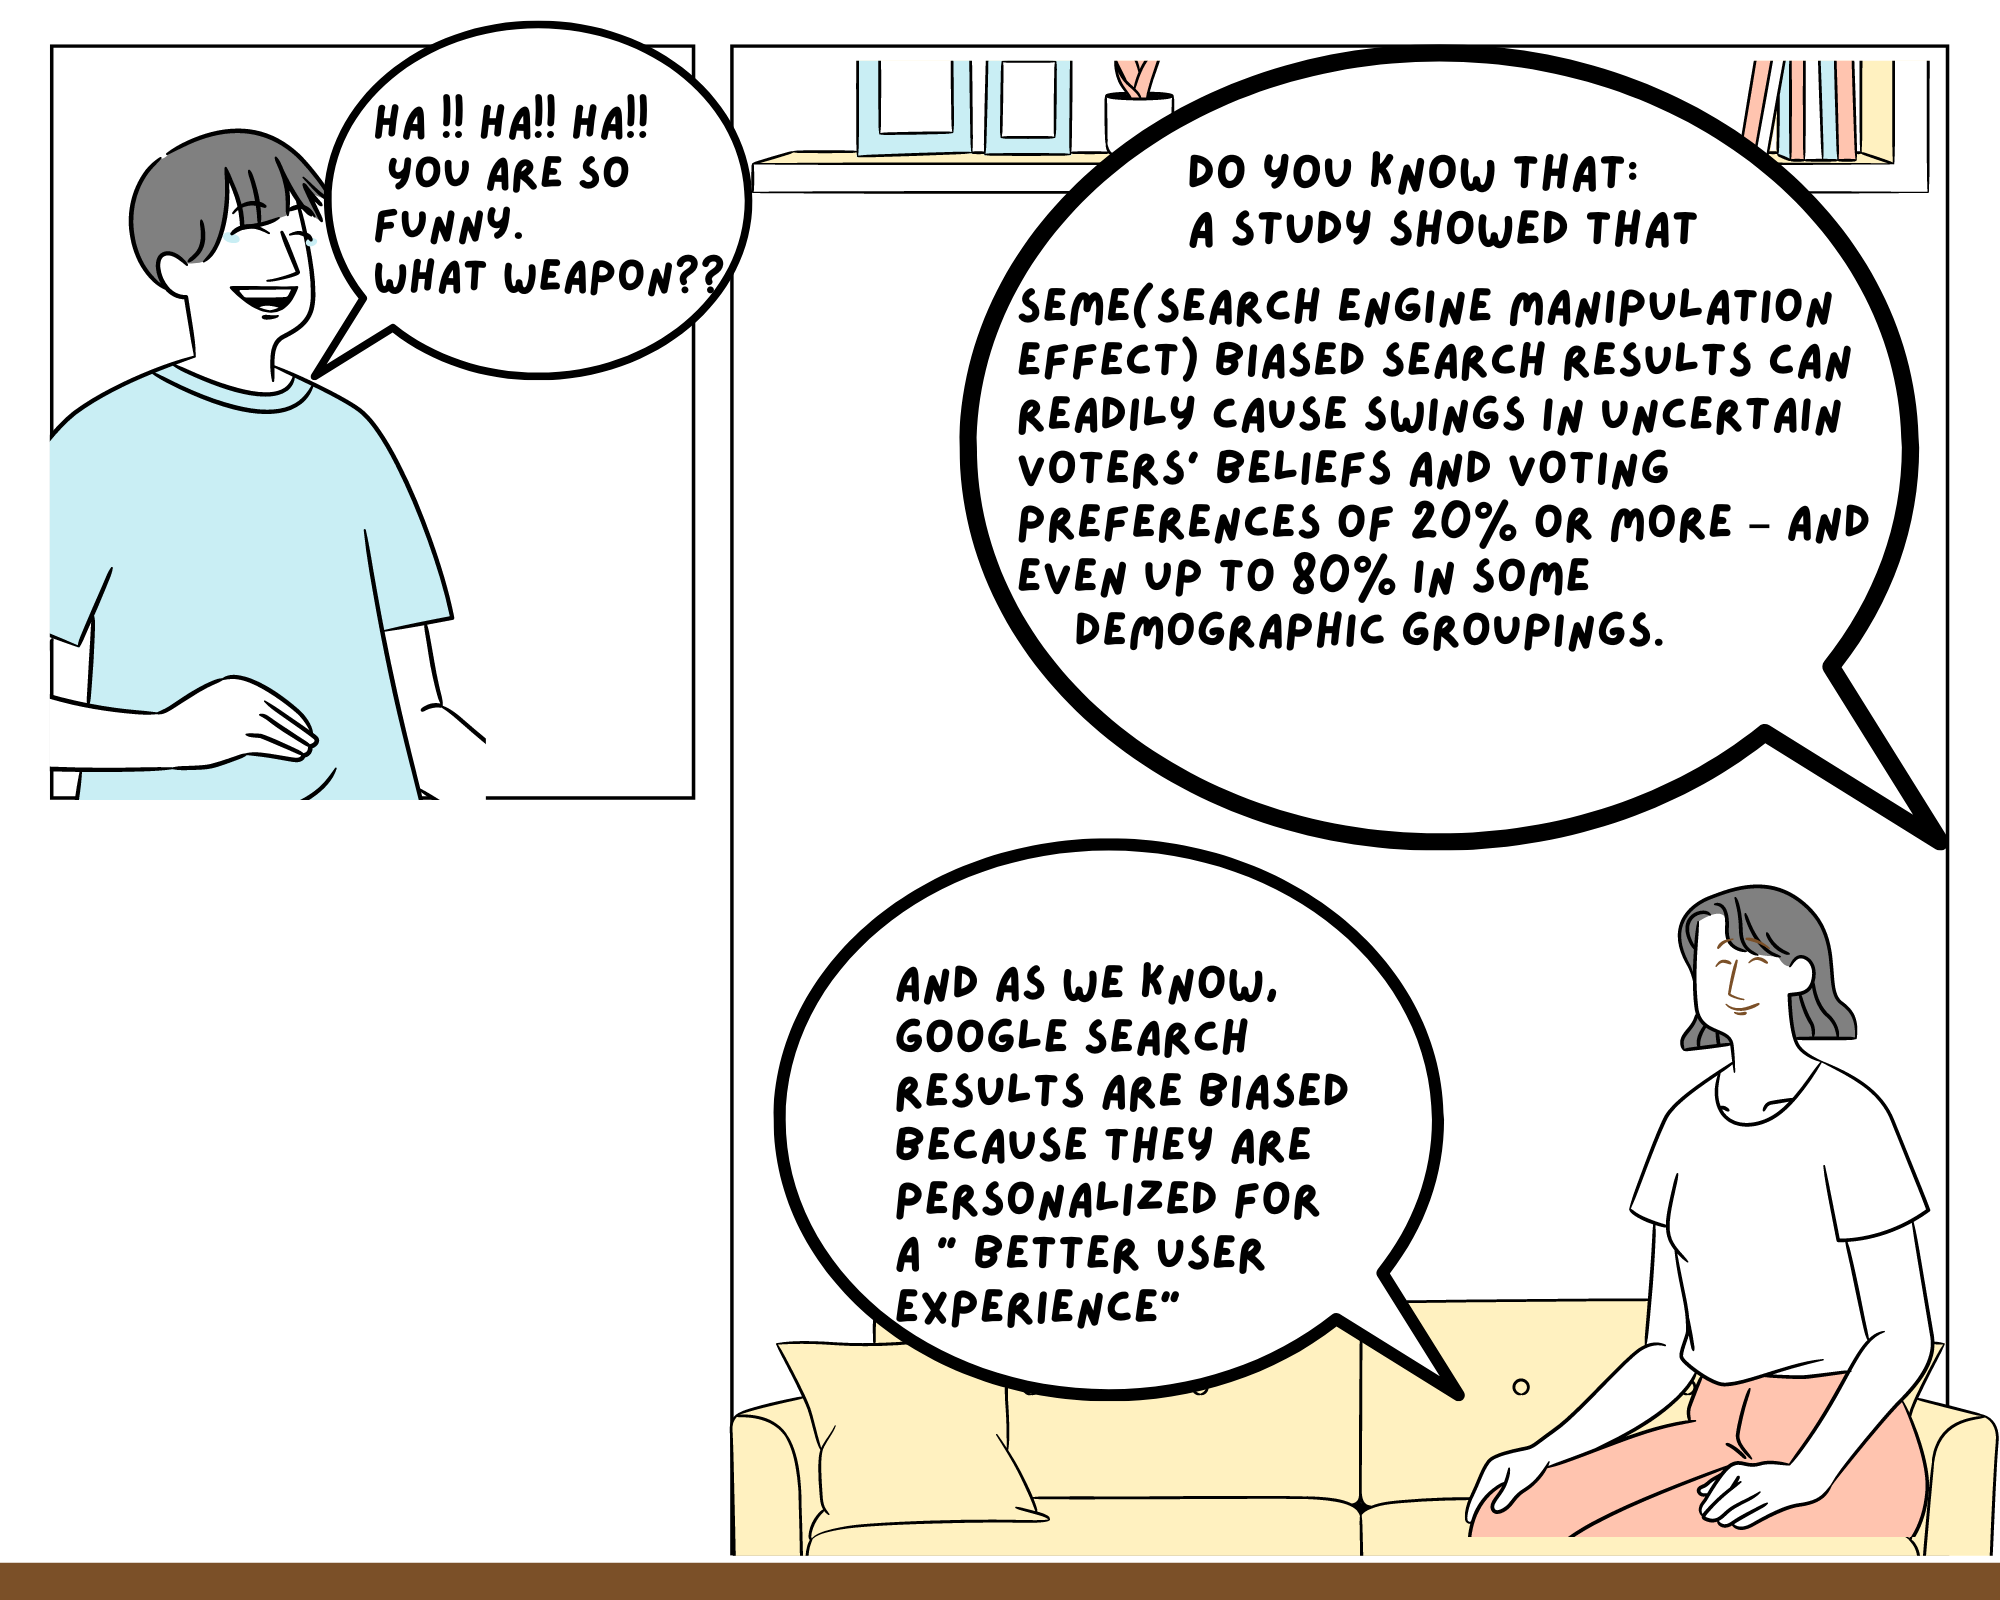 HA !! HA!! HA!!
YOU ARE SO
FUNNY.
WHAT WEAPON??
DO YOU KNOW THAT:
A STUDY SHOWED THAT
SEME(SEARCH ENGINE MANIPULATION
EFFECT) BIASED SEARCH RESULTS CAN
READILY CAUSE SWINGS IN UNCERTAIN
VOTERS' BELIEFS AND VOTING
PREFERENCES OF 20% OR MORE – AND
EVEN UP TO 80% IN SOME
DEMOGRAPHIC GROUPINGS.
AND AS WE KNOW,
GOOGLE SEARCH
RESULTS ARE BIASED
BECAUSE THEY ARE
PERSONALIZED FOR
A " BETTER USER
EXPERIENCE"